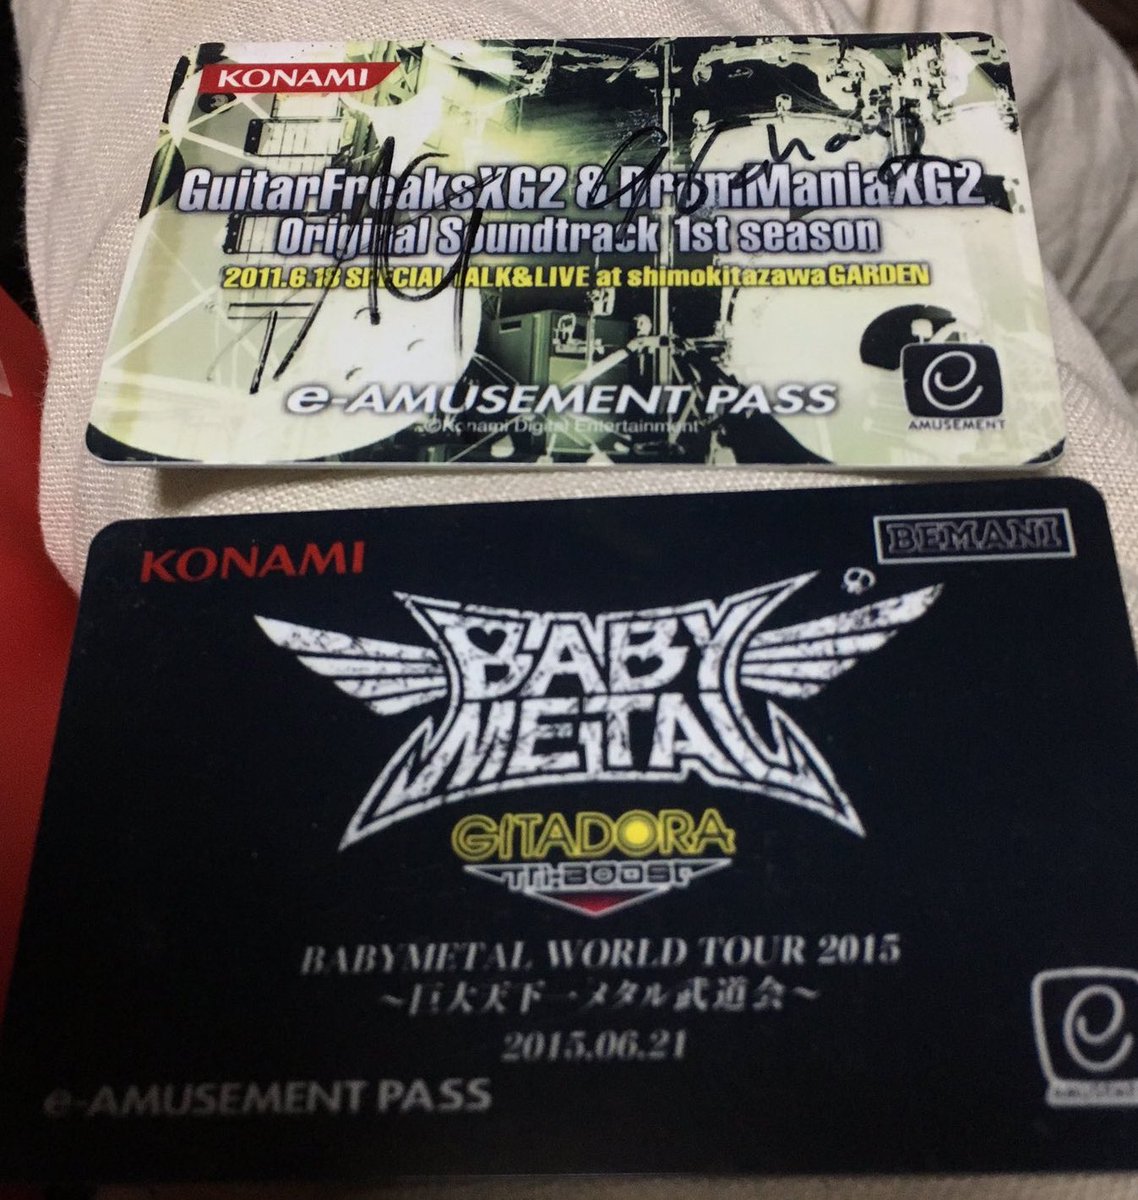 KONAMI
GuitarFreaksXG2 & DrumManiaXG2
Original Soundtrack 1st season
2011.6.18 SPECIAL TALK&LIVE at shimokitazawaGARDEN
e-AMUSEMENT PASS
©Konami Digital Entertainment
e
AMUSEMENT
KONAMI
BEMANI
BABY
METAL
GITADORA
Tri-Boost
BABYMETAL WORLD TOUR 2015
～巨大天下一メタル武道会～
2015.06.21
e-AMUSEMENT PASS
e
AMUSEME